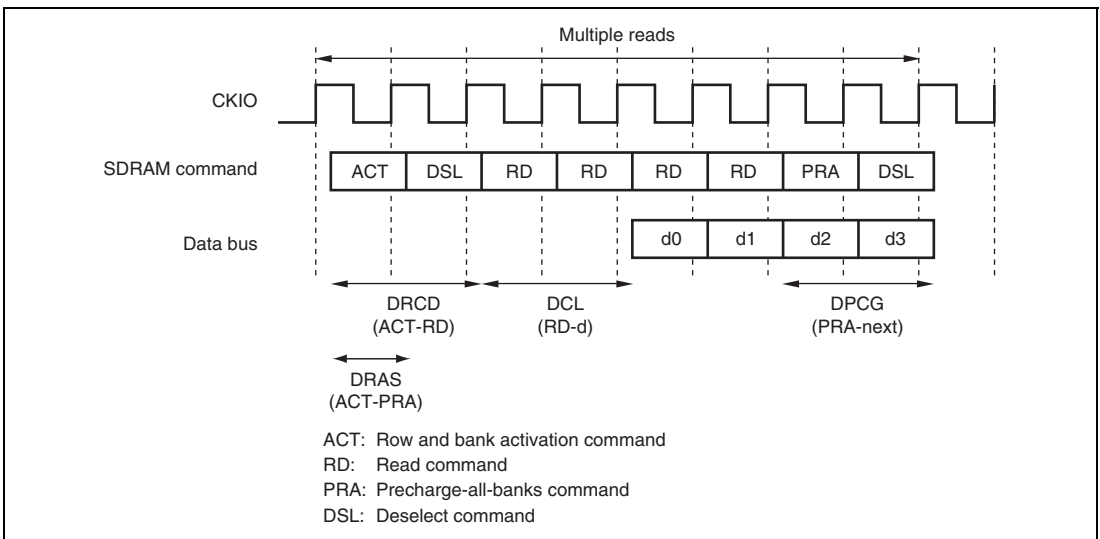 Multiple reads
CKIO
SDRAM command
ACT DSL RD RD RD RD PRA DSL
Data bus
d0 d1 d2 d3
DRCD DCL DPCG
(ACT-RD) (RD-d) (PRA-next)
DRAS
(ACT-PRA)
ACT: Row and bank activation command
RD: Read command
PRA: Precharge-all-banks command
DSL: Deselect command